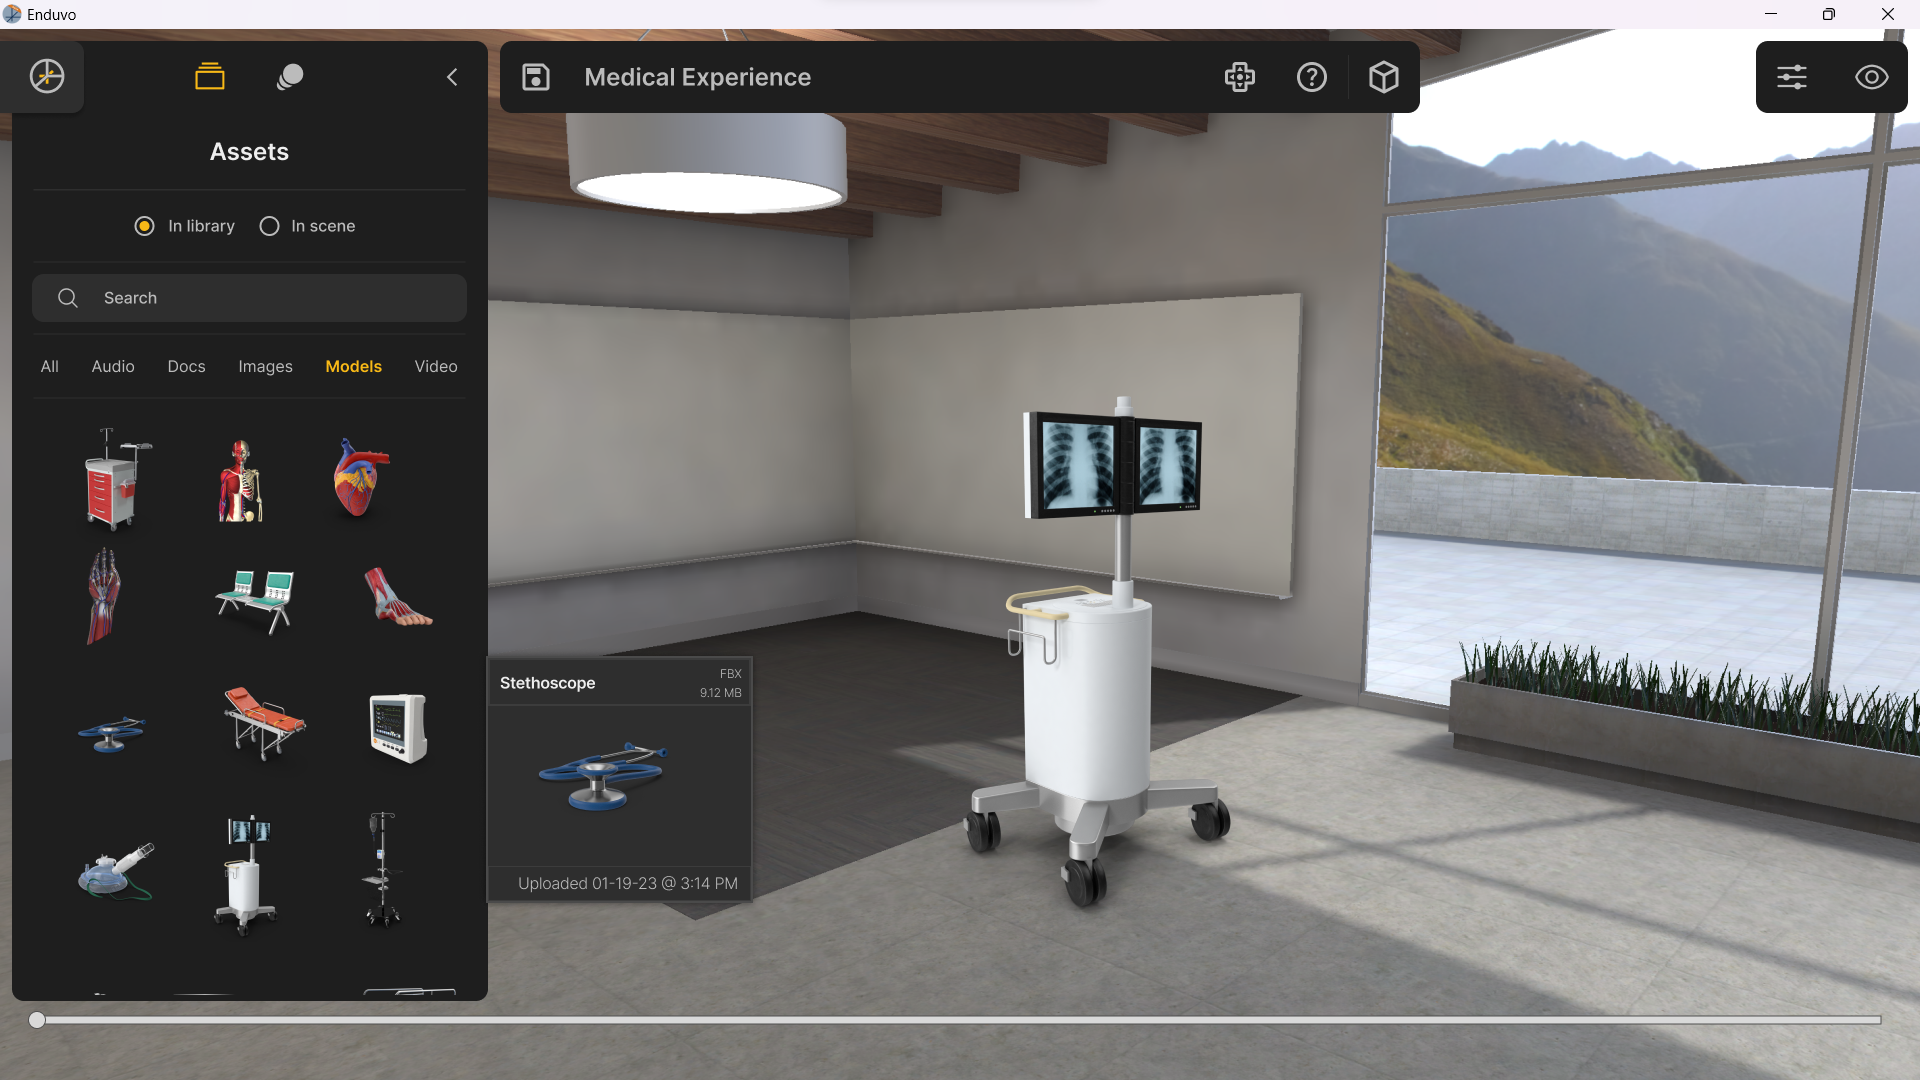 Enduvo
Medical Experience
Assets
In library
In scene
Search
All
Audio
Docs
Images
Models
Video
Stethoscope
FBX
9.12 MB
Uploaded 01-19-23 @ 3:14 PM